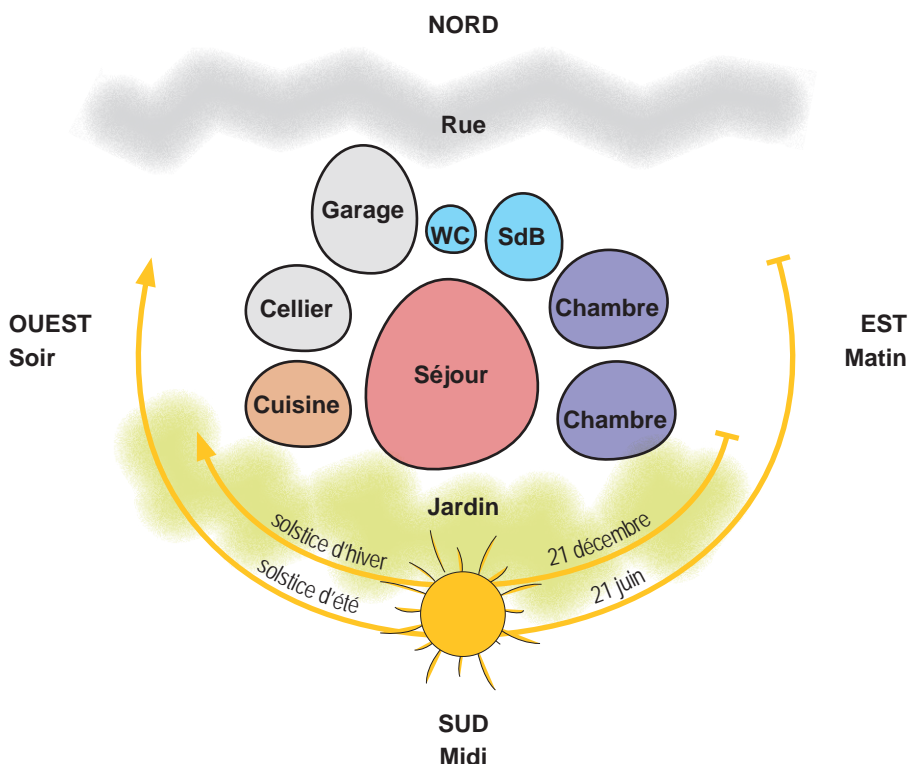 NORD
Rue
Garage
WC
SdB
Cellier
Chambre
OUEST
Soir
EST
Matin
Séjour
Cuisine
Chambre
Jardin
solstice d'hiver
21 décembre
solstice d'été
21 juin
SUD
Midi